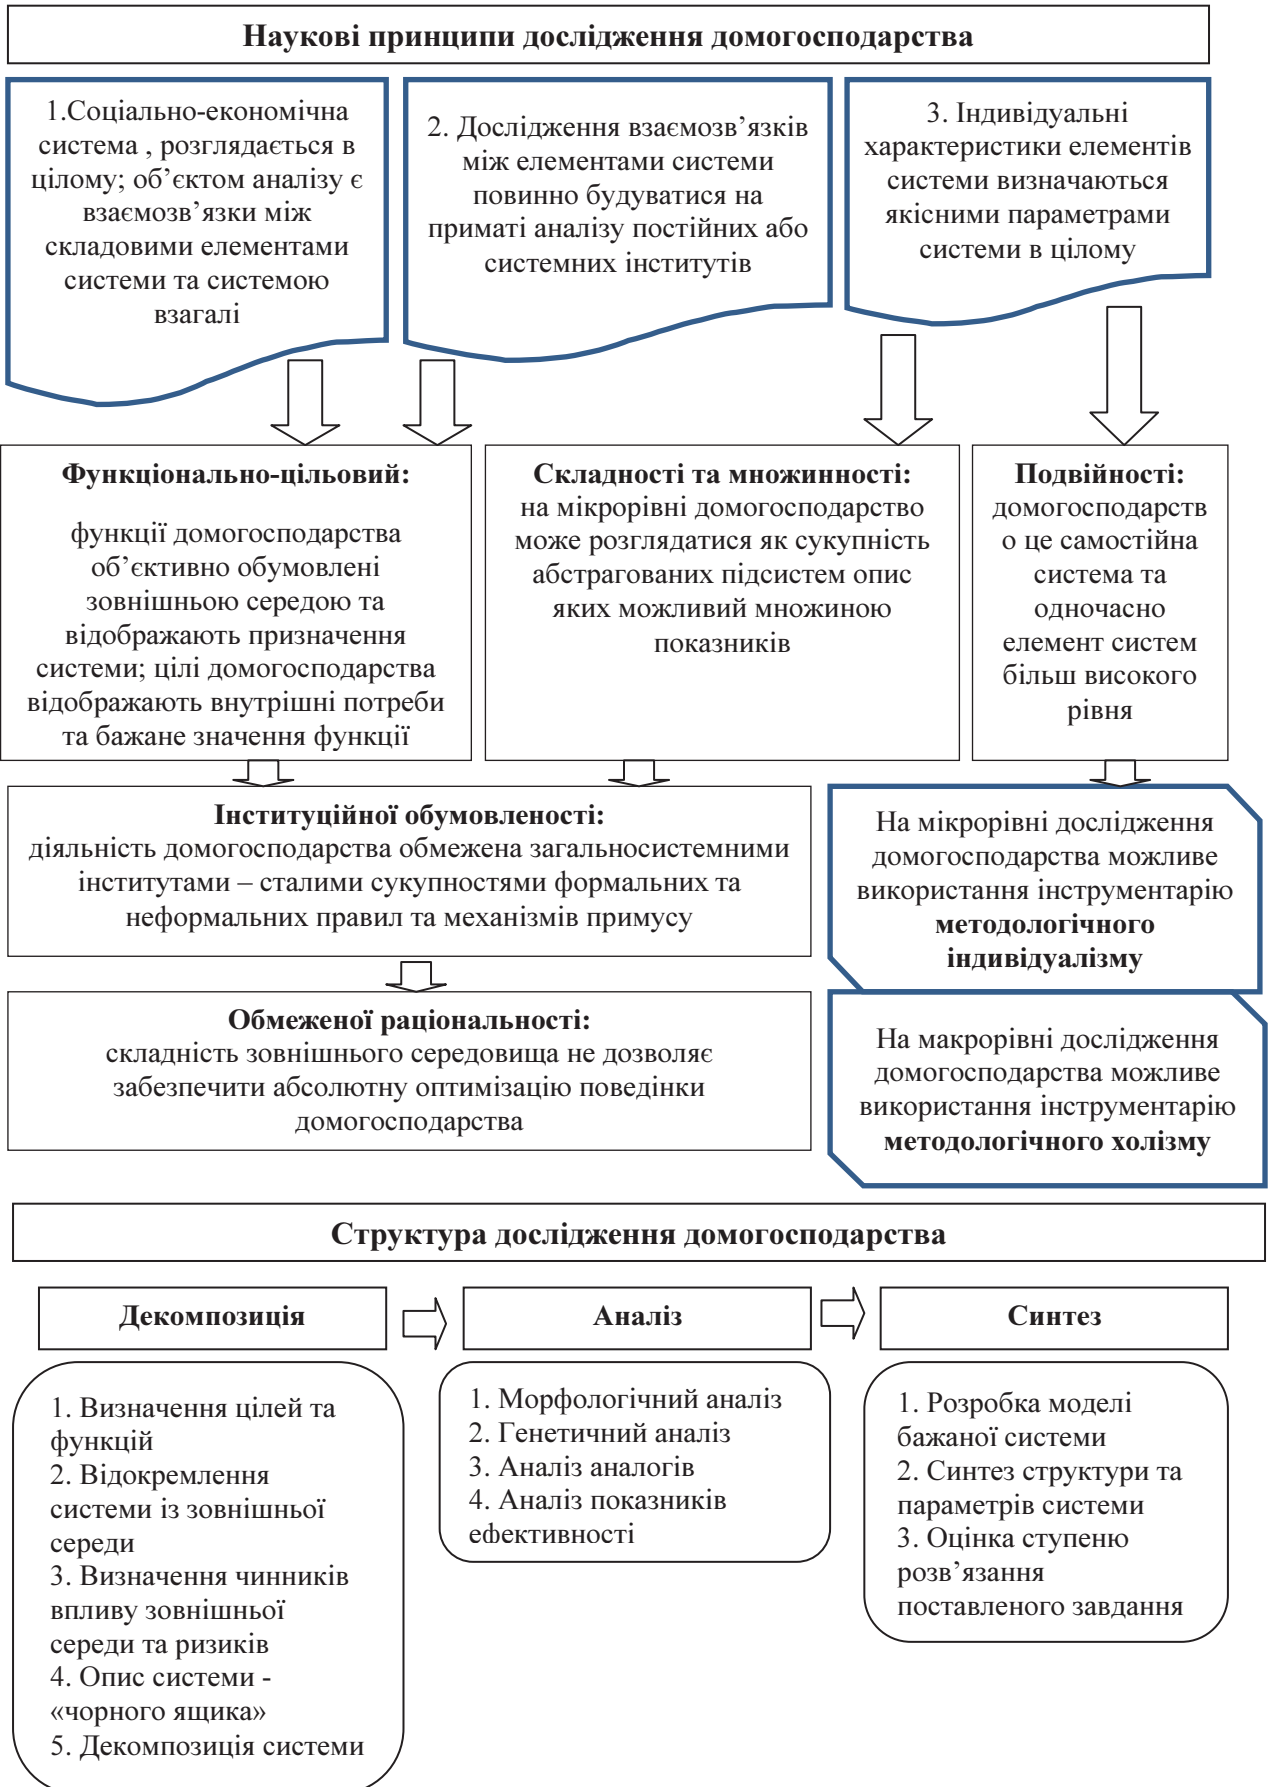 Наукові принципи дослідження домогосподарства
1.Соціально-економічна
система , розглядається в
цілому; об’єктом аналізу є
взаємозв’язки між
складовими елементами
системи та системою
взагалі
2. Дослідження взаємозв’язків
між елементами системи
повинно будуватися на
приматі аналізу постійних або
системних інститутів
3. Індивідуальні
характеристики елементів
системи визначаються
якісними параметрами
системи в цілому
Функціонально-цільовий:
функції домогосподарства
об’єктивно обумовлені
зовнішньою середою та
відображають призначення
системи; цілі домогосподарства
відображають внутрішні потреби
та бажане значення функції
Складності та множинності:
на мікрорівні домогосподарство
може розглядатися як сукупність
абстрагованих підсистем опис
яких можливий множиною
показників
Подвійності:
домогосподарств
о це самостійна
система та
одночасно
елемент систем
більш високого
рівня
Інституційної обумовленості:
діяльність домогосподарства обмежена загальносистемними
інститутами – сталими сукупностями формальних та
неформальних правил та механізмів примусу
На мікрорівні дослідження
домогосподарства можливе
використання інструментарію
методологічного
індивідуалізму
Обмеженої раціональності:
складність зовнішнього середовища не дозволяє
забезпечити абсолютну оптимізацію поведінки
домогосподарства
На макрорівні дослідження
домогосподарства можливе
використання інструментарію
методологічного холізму
Структура дослідження домогосподарства
Декомпозиція
Аналіз
Синтез
1. Визначення цілей та
функцій
2. Відокремлення
системи із зовнішньої
середи
3. Визначення чинників
впливу зовнішньої
середи та ризиків
4. Опис системи -
«чорного ящика»
5. Декомпозиція системи
1. Морфологічний аналіз
2. Генетичний аналіз
3. Аналіз аналогів
4. Аналіз показників
ефективності
1. Розробка моделі
бажаної системи
2. Синтез структури та
параметрів системи
3. Оцінка ступеню
розв’язання
поставленого завдання